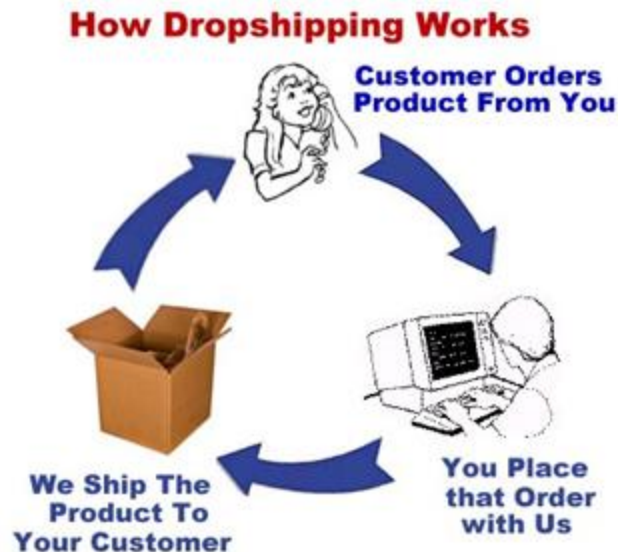 How Dropshipping Works
Customer Orders
Product From You
You Place
that Order
with Us
We Ship The
Product To
Your Customer